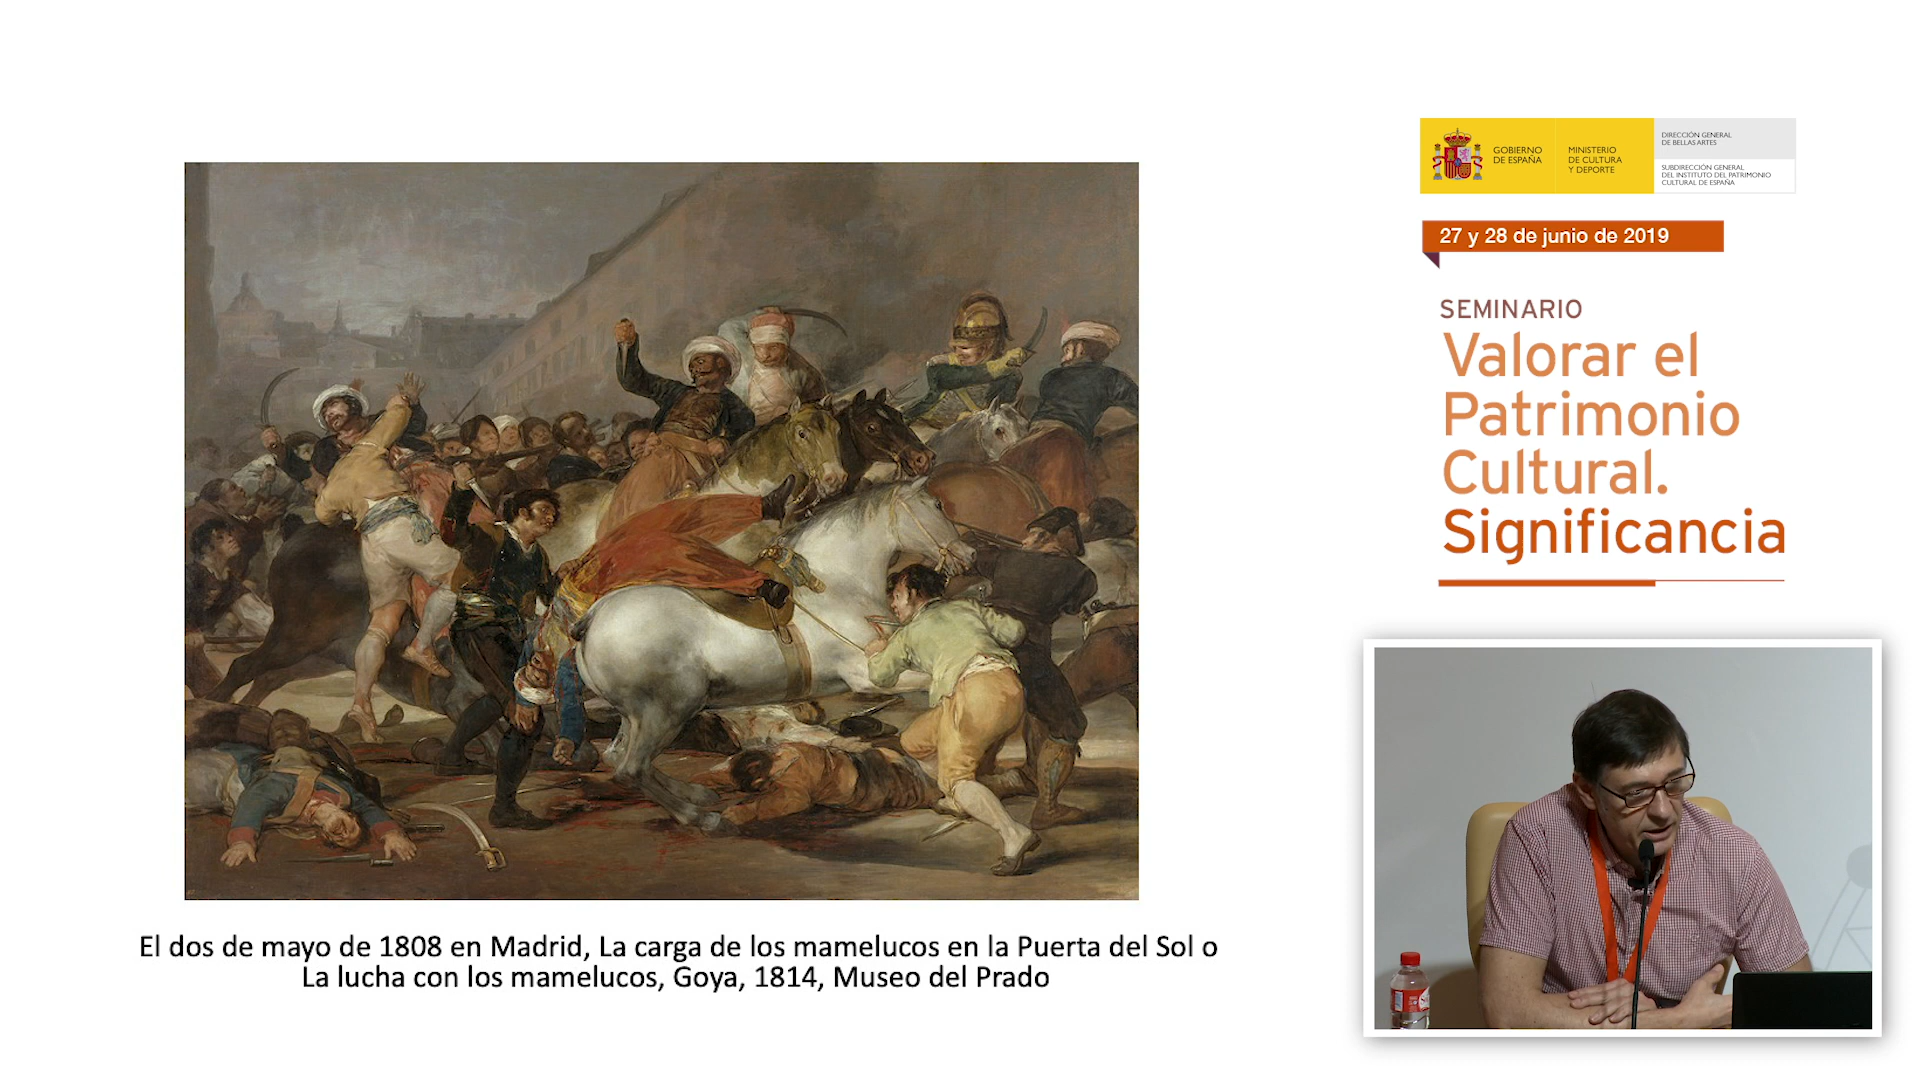 GOBIERNO
DE ESPAÑA
MINISTERIO
DE CULTURA
Y DEPORTE
DIRECCIÓN GENERAL
DE BELLAS ARTES
SUBDIRECCIÓN GENERAL
DEL INSTITUTO DEL PATRIMONIO
CULTURAL DE ESPAÑA
27 y 28 de junio de 2019
SEMINARIO
Valorar el
Patrimonio
Cultural.
Significancia
El dos de mayo de 1808 en Madrid, La carga de los mamelucos en la Puerta del Sol o
La lucha con los mamelucos, Goya, 1814, Museo del Prado